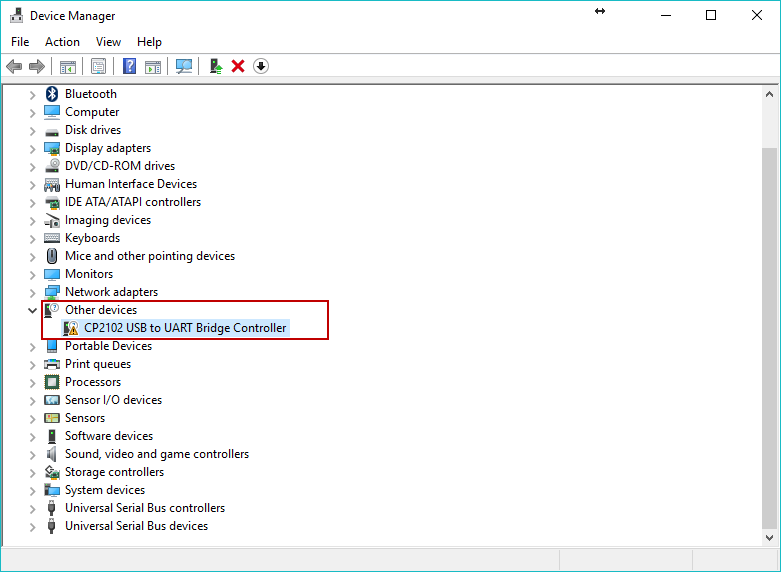 Device Manager
File Action View Help
Bluetooth
Computer
Disk drives
Display adapters
DVD/CD-ROM drives
Human Interface Devices
IDE ATA/ATAPI controllers
Imaging devices
Keyboards
Mice and other pointing devices
Monitors
Network adapters
Other devices
CP2102 USB to UART Bridge Controller
Portable Devices
Print queues
Processors
Sensor I/O devices
Sensors
Software devices
Sound, video and game controllers
Storage controllers
System devices
Universal Serial Bus controllers
Universal Serial Bus devices